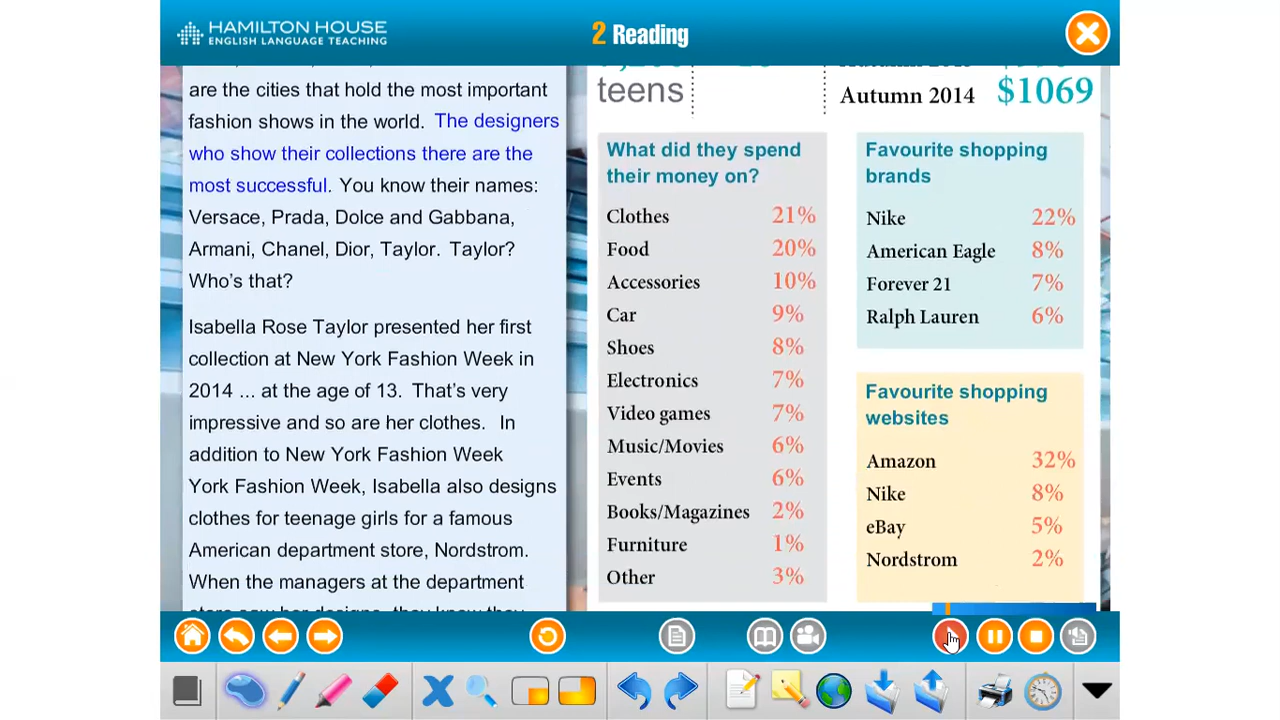 HAMILTON HOUSE
ENGLISH LANGUAGE TEACHING
2 Reading
are the cities that hold the most important
fashion shows in the world. The designers
who show their collections there are the
most successful. You know their names:
Versace, Prada, Dolce and Gabbana,
Armani, Chanel, Dior, Taylor. Taylor?
Who's that?
Isabella Rose Taylor presented her first
collection at New York Fashion Week in
2014 ... at the age of 13. That's very
impressive and so are her clothes. In
addition to New York Fashion Week
York Fashion Week, Isabella also designs
clothes for teenage girls for a famous
American department store, Nordstrom.
When the managers at the department
teens
Autumn 2014 $1069
What did they spend
their money on?
Clothes 21%
Food 20%
Accessories 10%
Car 9%
Shoes 8%
Electronics 7%
Video games 7%
Music/Movies 6%
Events 6%
Books/Magazines 2%
Furniture 1%
Other 3%
Favourite shopping
brands
Nike 22%
American Eagle 8%
Forever 21 7%
Ralph Lauren 6%
Favourite shopping
websites
Amazon 32%
Nike 8%
eBay 5%
Nordstrom 2%